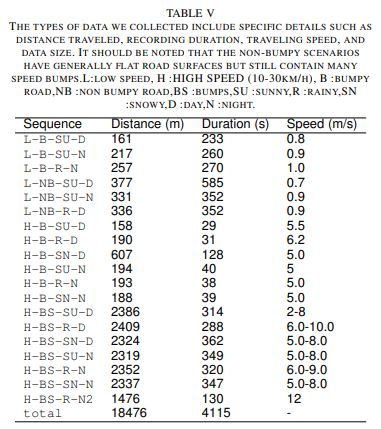 TABLE V
THE TYPES OF DATA WE COLLECTED INCLUDE SPECIFIC DETAILS SUCH AS
DISTANCE TRAVELED, RECORDING DURATION, TRAVELING SPEED, AND
DATA SIZE. IT SHOULD BE NOTED THAT THE NON-BUMPY SCENARIOS
HAVE GENERALLY FLAT ROAD SURFACES BUT STILL CONTAIN MANY
SPEED BUMPS.L:LOW SPEED, H :HIGH SPEED (10-30KM/H), B :BUMPY
ROAD,NB :NON BUMPY ROAD,BS :BUMPS,SU :SUNNY,R :RAINY,SN
:SNOWY,D :DAY,N :NIGHT.
Sequence Distance (m) Duration (s) Speed (m/s)
L-B-SU-D 161 233 0.8
L-B-SU-N 217 260 0.9
L-B-R-N 257 270 1.0
L-NB-SU-D 377 585 0.7
L-NB-SU-N 331 352 0.9
L-NB-R-D 336 352 0.9
H-B-SU-D 158 29 5.5
H-B-R-D 190 31 6.2
H-B-SN-D 607 128 5.0
H-B-SU-N 194 40 5
H-B-R-N 193 38 5.0
H-B-SN-N 188 39 5.0
H-BS-SU-D 2386 314 2-8
H-BS-R-D 2409 288 6.0-10.0
H-BS-SN-D 2324 362 5.0-8.0
H-BS-SU-N 2319 349 5.0-8.0
H-BS-R-N 2352 320 6.0-9.0
H-BS-SN-N 2337 347 5.0-8.0
H-BS-R-N2 1476 130 12
total 18476 4115 -